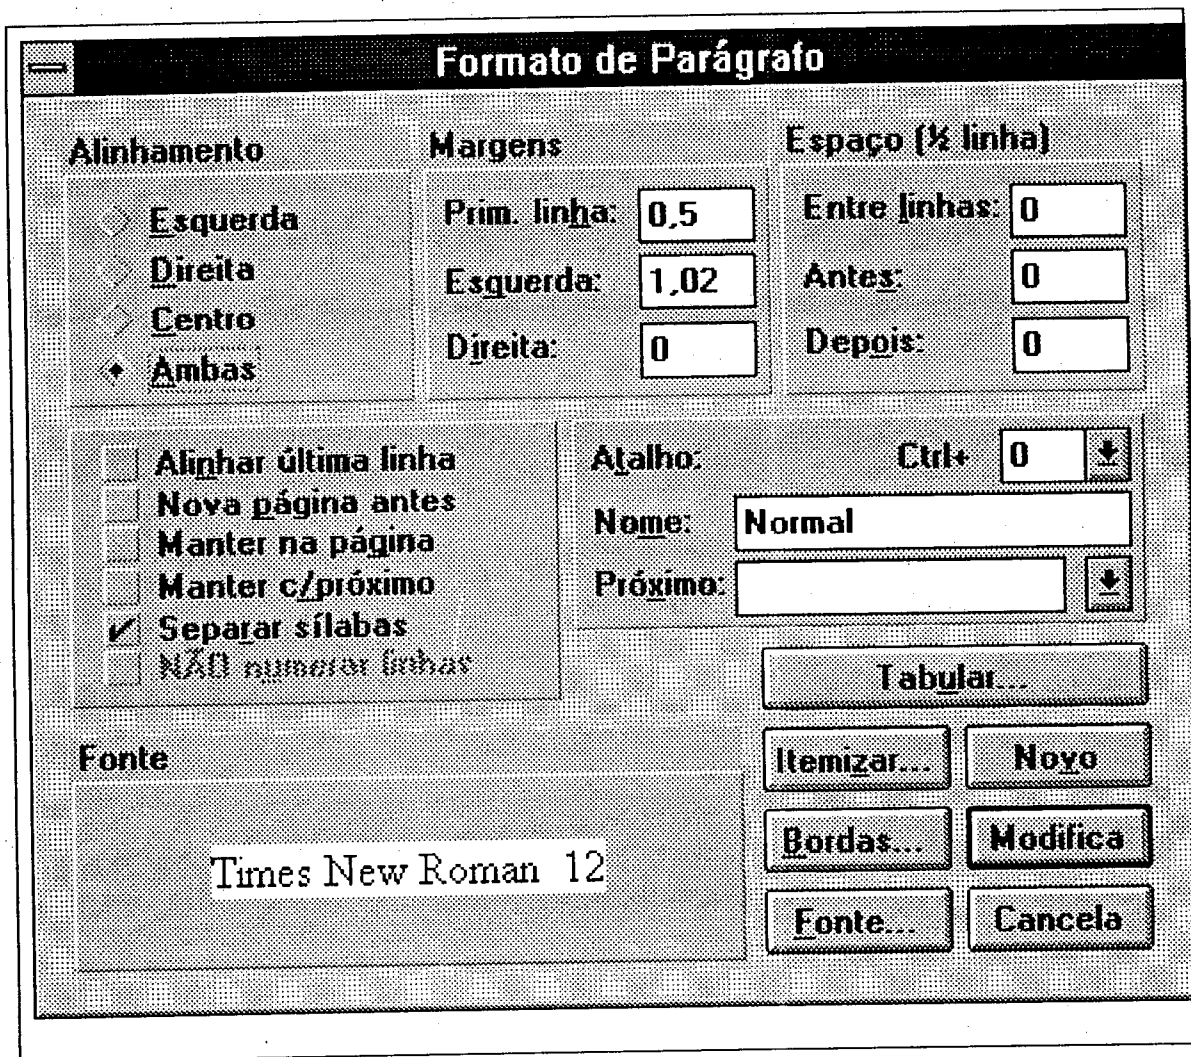 Formato de Parágrafo
Alinhamento
Esquerda
Direita
Centro
Ambas
Margens
Prim. linha: 0,5
Esquerda: 1,02
Direita: 0
Espaço (½ linha)
Entre linhas: 0
Antes: 0
Depois: 0
Alinhar última linha
Nova página antes
Manter na página
Manter c/próximo
Separar sílabas
NÃO numerar linhas
Atalho: Ctrl+ 0
Nome: Normal
Próximo:
Tabular...
Itemizar... Novo
Bordas... Modifica
Fonte... Cancela
Fonte
Times New Roman 12